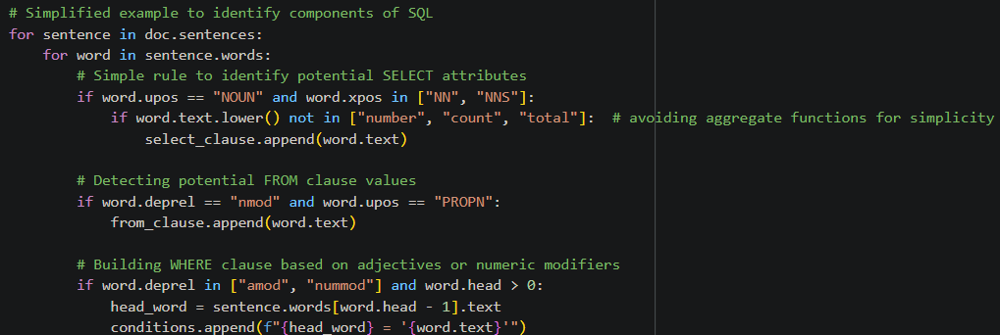 # Simplified example to identify components of SQL
for sentence in doc.sentences:
    for word in sentence.words:
        # Simple rule to identify potential SELECT attributes
        if word.upos == "NOUN" and word.xpos in ["NN", "NNS"]:
            if word.text.lower() not in ["number", "count", "total"]:  # avoiding aggregate functions for simplicity
                select_clause.append(word.text)

        # Detecting potential FROM clause values
        if word.deprel == "nmod" and word.upos == "PROPN":
            from_clause.append(word.text)

        # Building WHERE clause based on adjectives or numeric modifiers
        if word.deprel in ["amod", "nummod"] and word.head > 0:
            head_word = sentence.words[word.head - 1].text
            conditions.append(f"{head_word} = '{word.text}'")